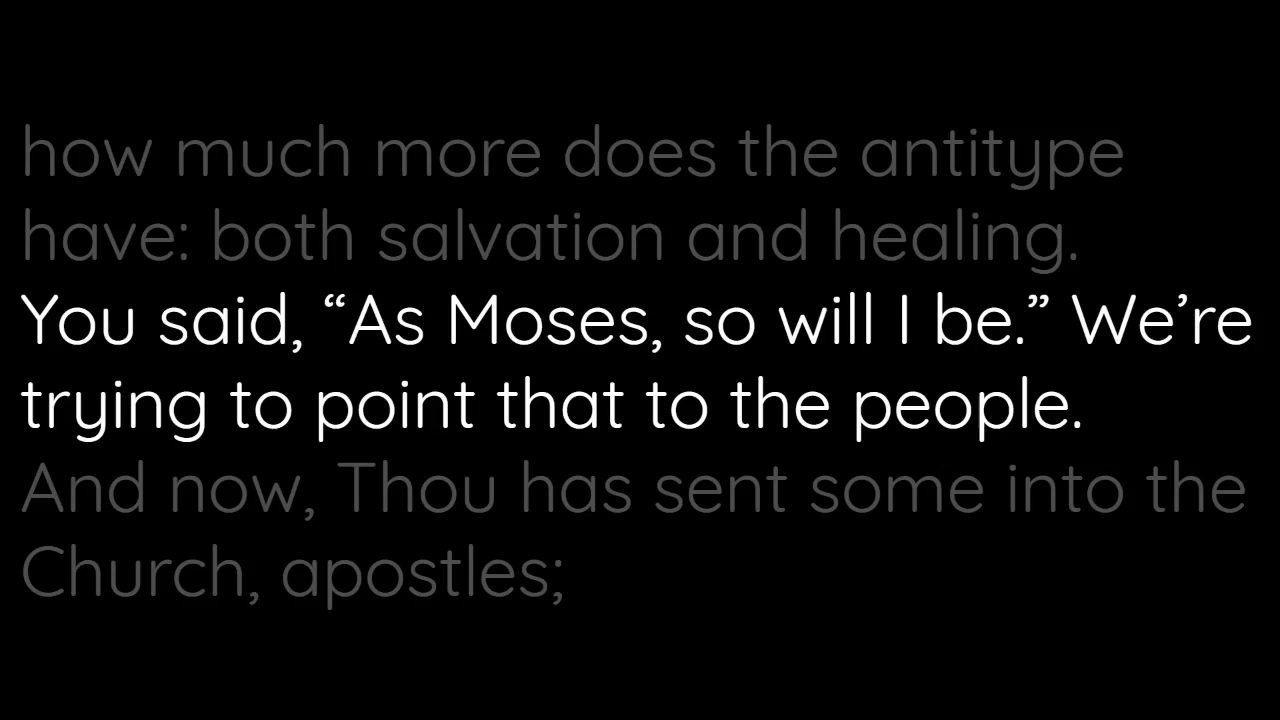 how much more does the antitype
have: both salvation and healing.
You said, “As Moses, so will I be.” We’re
trying to point that to the people.
And now, Thou has sent some into the
Church, apostles;